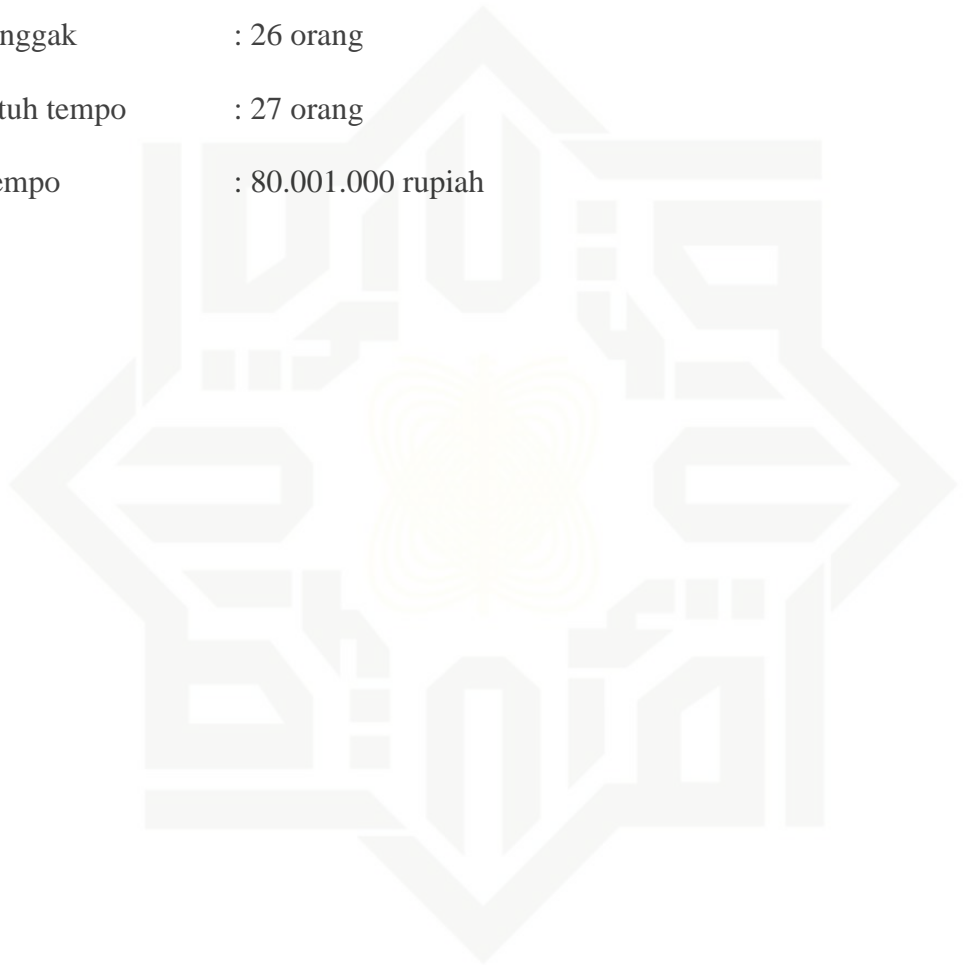 nggak : 26 orang
tuh tempo : 27 orang
empo : 80.001.000 rupiah